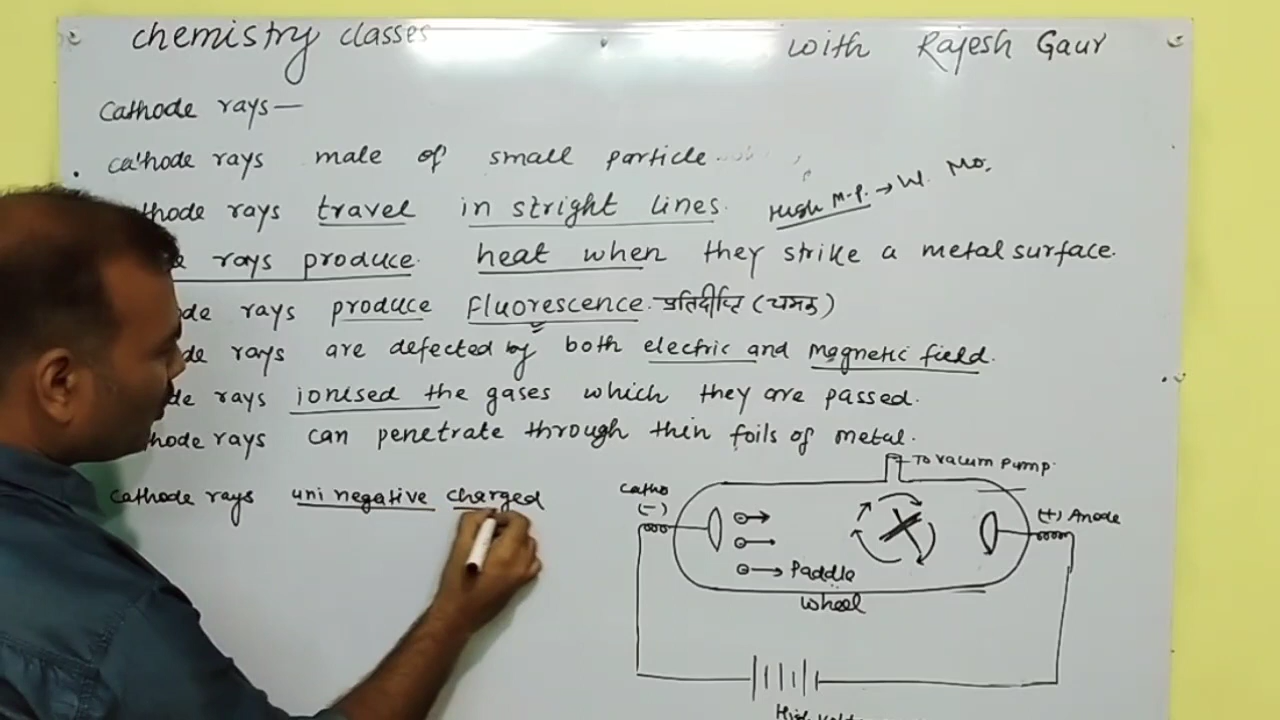 chemistry classes with Rajesh Gaur
Cathode rays—
Cathode rays male of small particle
thode rays travel in stright lines. High M.P. → W. Mo.
rays produce heat when they strike a metal surface.
de rays produce fluorescence. प्रतिदीप्ति (चमक)
de rays are defected by both electric and magnetic field.
de rays ionised the gases which they are passed.
hode rays can penetrate through thin foils of metal.
To vacum pump.
cathode rays uni negative charged
Catho
(-)
(+) Anode
Paddle
wheel